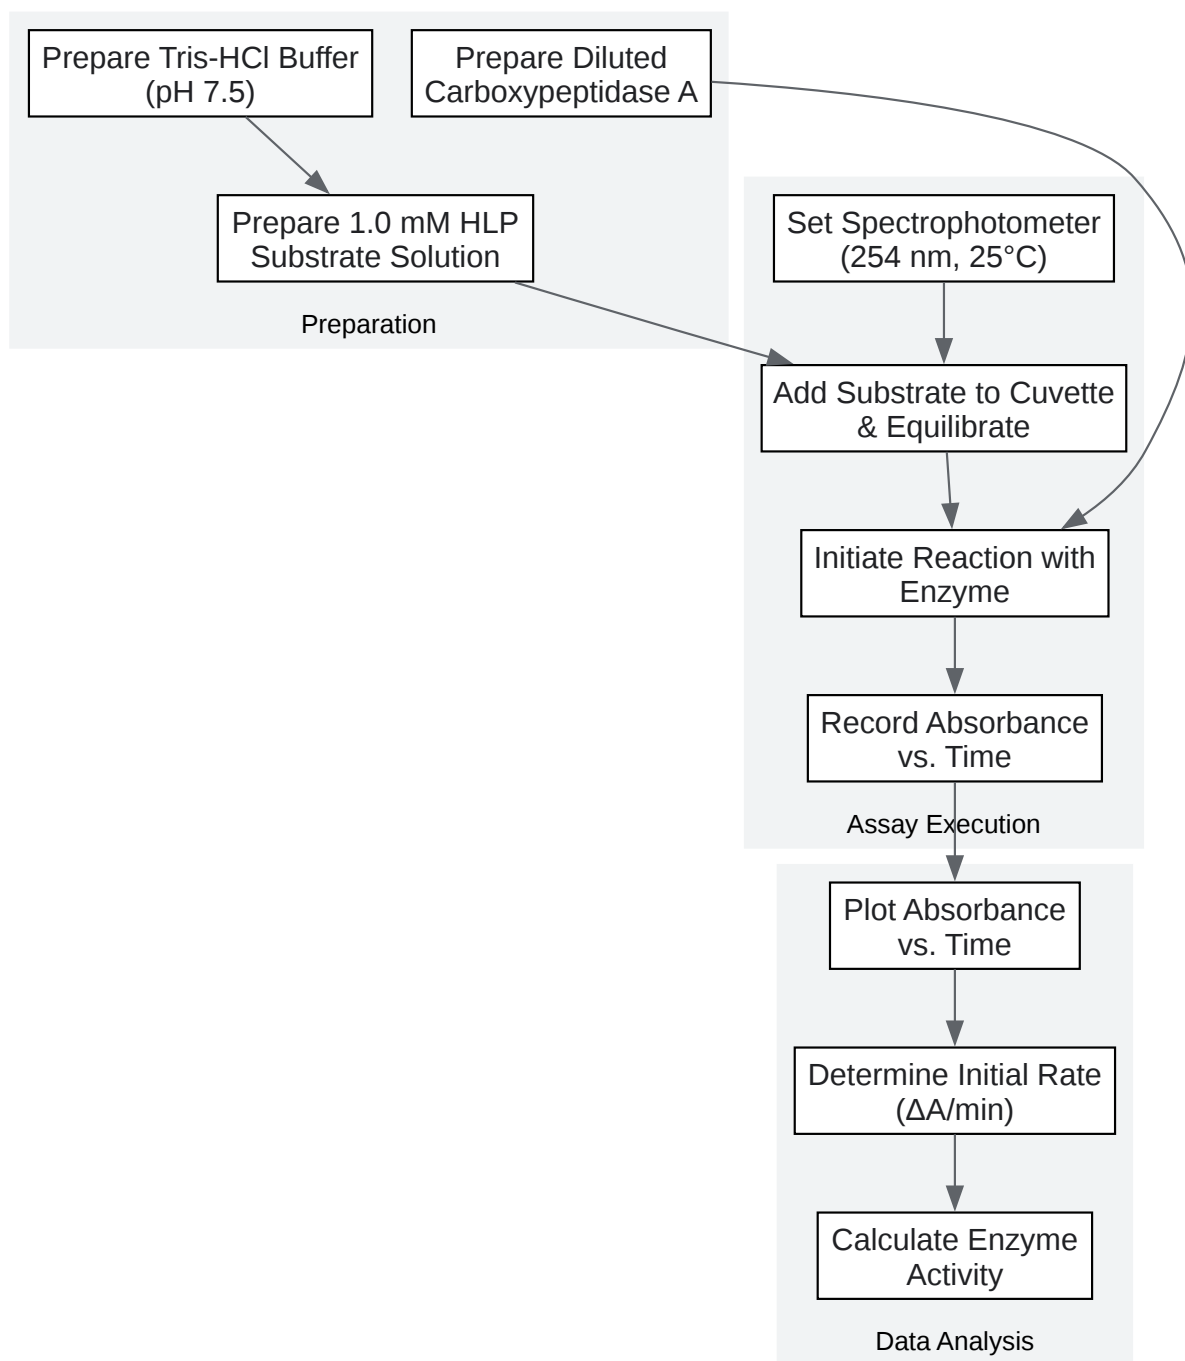 Prepare Tris-HCl Buffer
(pH 7.5)
Prepare Diluted
Carboxypeptidase A
Prepare 1.0 mM HLP
Substrate Solution
Preparation
Set Spectrophotometer
(254 nm, 25°C)
Add Substrate to Cuvette
& Equilibrate
Initiate Reaction with
Enzyme
Record Absorbance
vs. Time
Assay Execution
Plot Absorbance
vs. Time
Determine Initial Rate
(ΔA/min)
Calculate Enzyme
Activity
Data Analysis